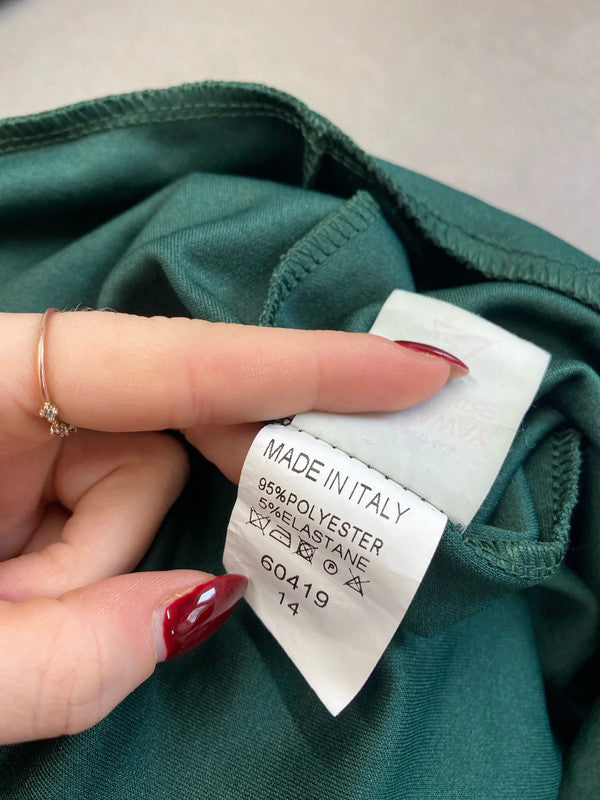 MADE IN ITALY
95%POLYESTER
5%ELASTANE
P
60419
14